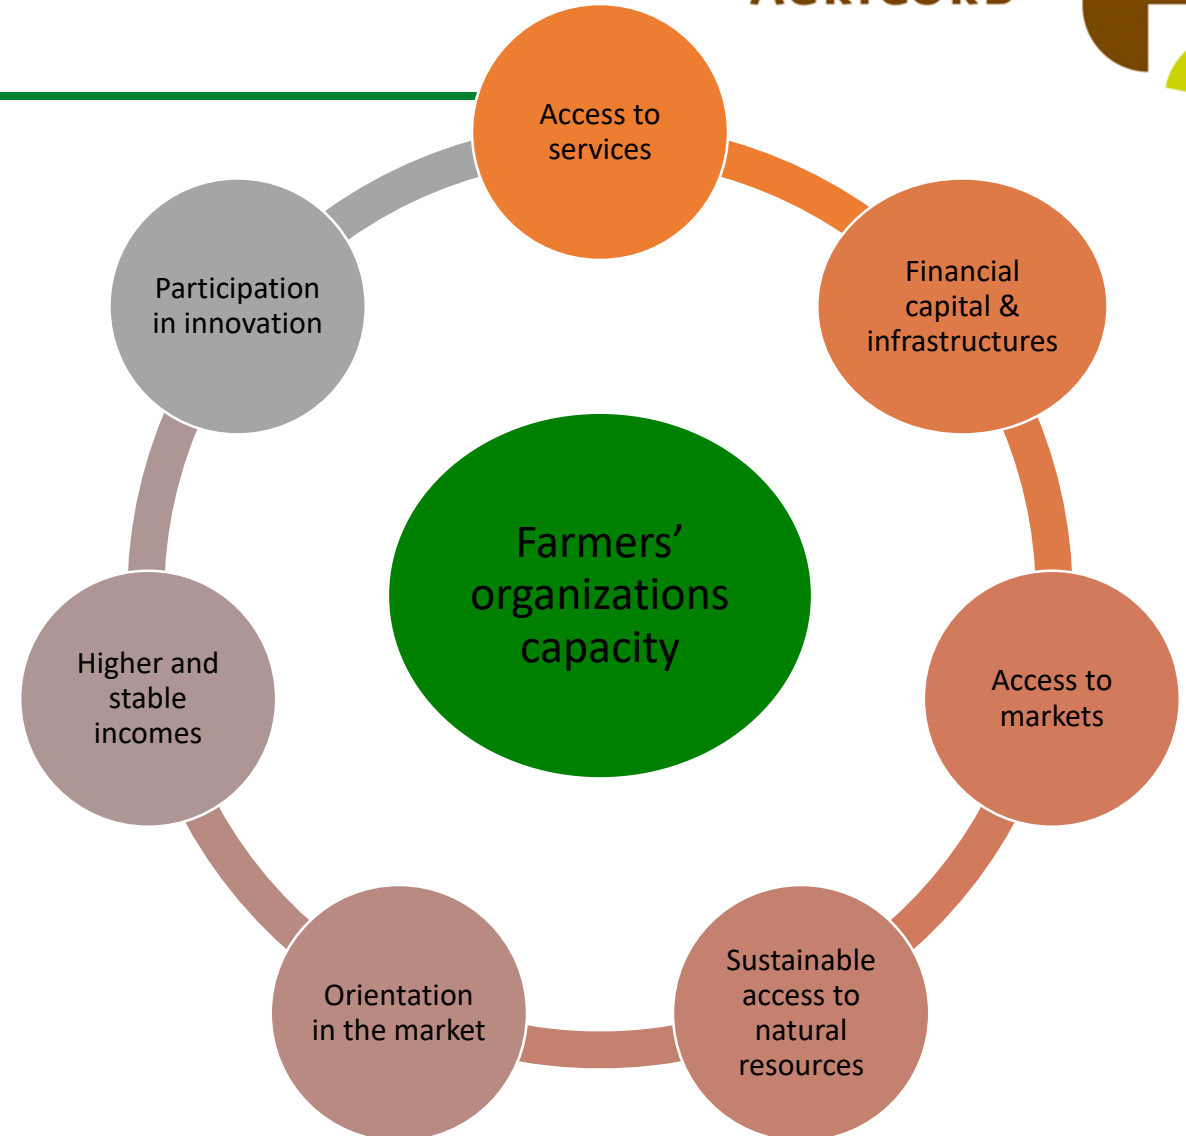 AGRICORD
Access to
services
Financial
capital &
infrastructures
Access to
markets
Sustainable
access to
natural
resources
Orientation
in the market
Higher and
stable
incomes
Participation
in innovation
Farmers’
organizations
capacity